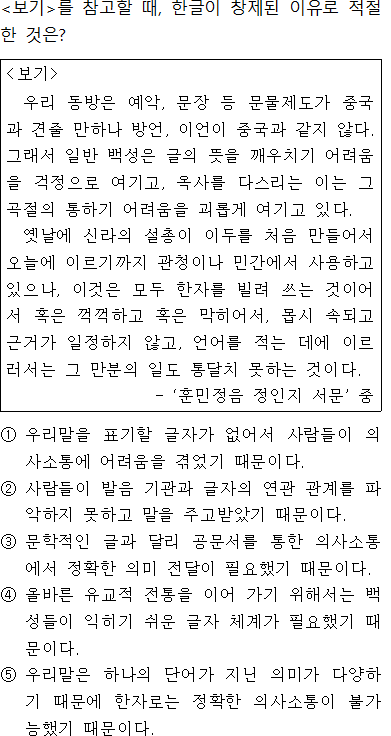 <보기>를 참고할 때, 한글이 창제된 이유로 적절
한 것은?
<보기>
우리 동방은 예악, 문장 등 문물제도가 중국
과 견줄 만하나 방언, 이언이 중국과 같지 않다.
그래서 일반 백성은 글의 뜻을 깨우치기 어려움
을 걱정으로 여기고, 옥사를 다스리는 이는 그
곡절의 통하기 어려움을 괴롭게 여기고 있다.
옛날에 신라의 설총이 이두를 처음 만들어서
오늘에 이르기까지 관청이나 민간에서 사용하고
있으나, 이것은 모두 한자를 빌려 쓰는 것이어
서 혹은 꺽꺽하고 혹은 막히어서, 몹시 속되고
근거가 일정하지 않고, 언어를 적는 데에 이르
러서는 그 만분의 일도 통달치 못하는 것이다.
- ‘훈민정음 정인지 서문’ 중
① 우리말을 표기할 글자가 없어서 사람들이 의
사소통에 어려움을 겪었기 때문이다.
② 사람들이 발음 기관과 글자의 연관 관계를 파
악하지 못하고 말을 주고받았기 때문이다.
③ 문학적인 글과 달리 공문서를 통한 의사소통
에서 정확한 의미 전달이 필요했기 때문이다.
④ 올바른 유교적 전통을 이어 가기 위해서는 백
성들이 익히기 쉬운 글자 체계가 필요했기 때
문이다.
⑤ 우리말은 하나의 단어가 지닌 의미가 다양하
기 때문에 한자로는 정확한 의사소통이 불가
능했기 때문이다.